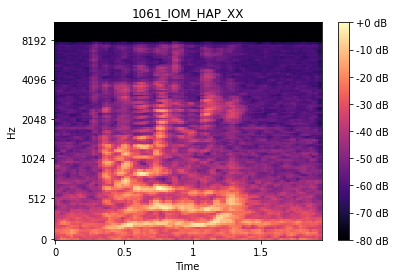 1061_IOM_HAP_XX
+0 dB
8192
-10 dB
4096
-20 dB
-30 dB
Hz
2048
-40 dB
1024
-50 dB
512
-60 dB
-70 dB
0
-80 dB
0
0.5
1
1.5
Time